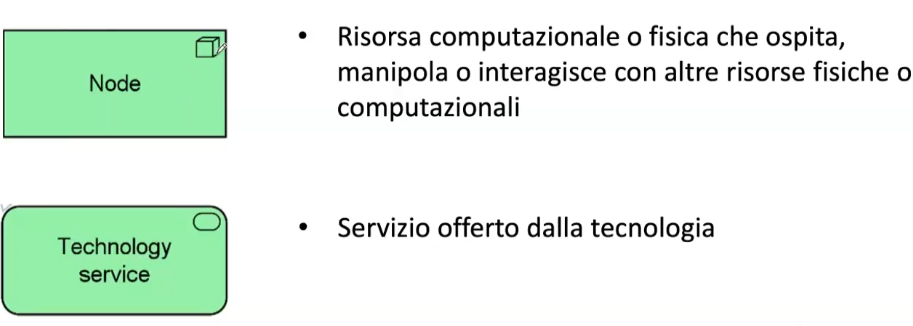 Node
• Risorsa computazionale o fisica che ospita,
manipola o interagisce con altre risorse fisiche o
computazionali
Technology
service
• Servizio offerto dalla tecnologia